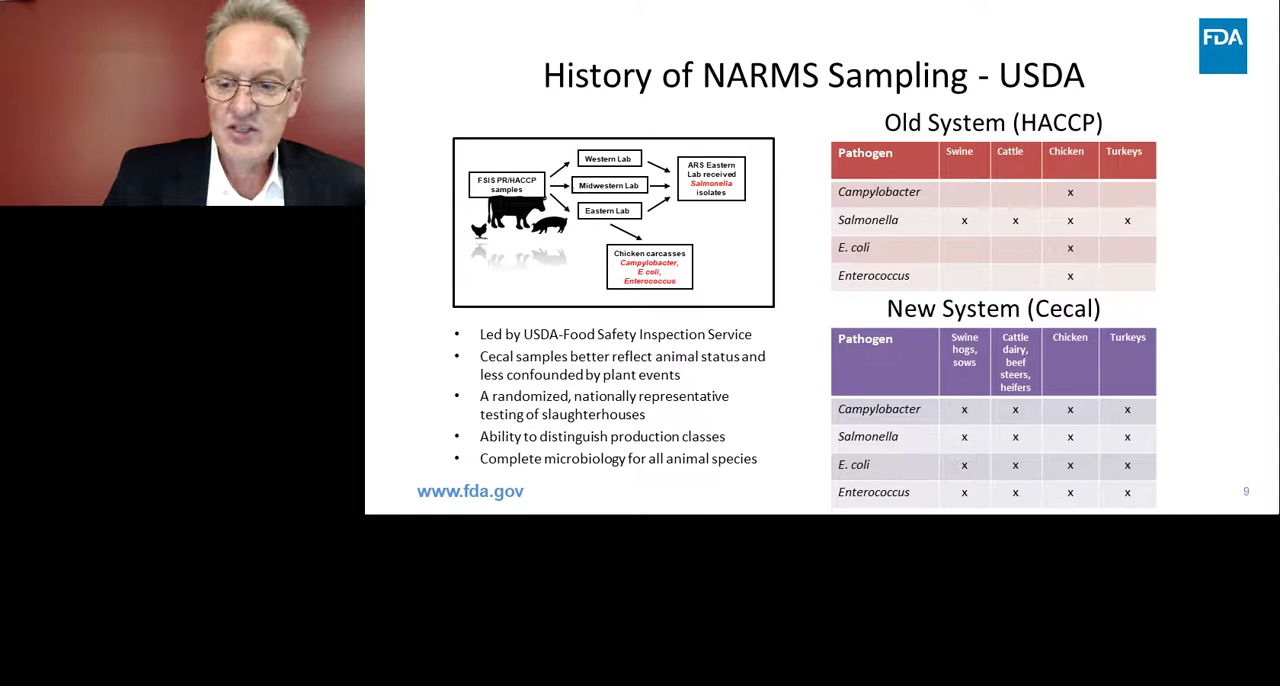 FDA
History of NARMS Sampling - USDA
FSIS PR/HACCP
samples
Western Lab
Midwestern Lab
Eastern Lab
ARS Eastern
Lab received
Salmonella
isolates
Chicken carcasses
Campylobacter,
E coli,
Enterococcus
• Led by USDA-Food Safety Inspection Service
• Cecal samples better reflect animal status and
less confounded by plant events
• A randomized, nationally representative
testing of slaughterhouses
• Ability to distinguish production classes
• Complete microbiology for all animal species
Old System (HACCP)
Pathogen Swine Cattle Chicken Turkeys
Campylobacter x
Salmonella x x x x
E. coli x
Enterococcus x
New System (Cecal)
Pathogen Swine hogs, sows Cattle dairy, beef steers, heifers Chicken Turkeys
Campylobacter x x x x
Salmonella x x x x
E. coli x x x x
Enterococcus x x x x
www.fda.gov
9